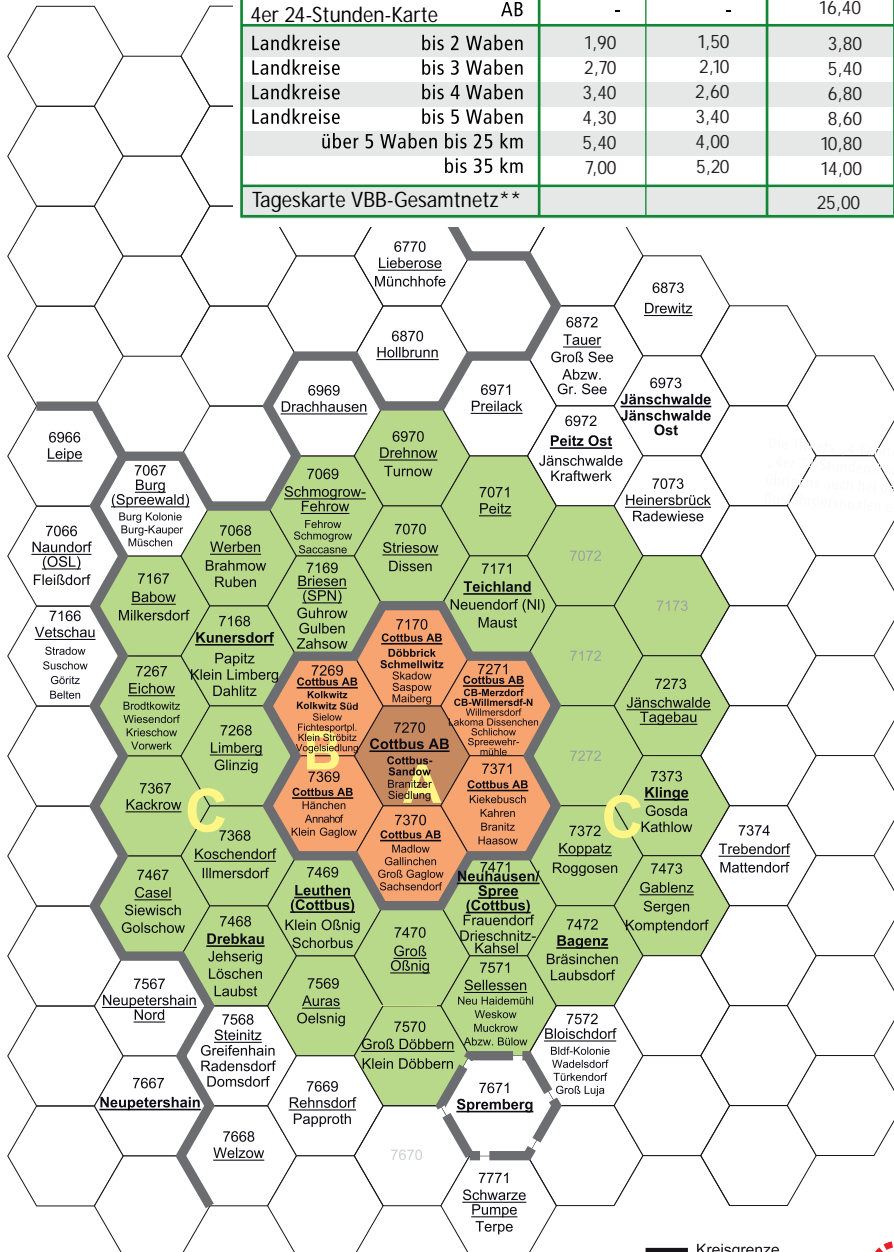 4er 24-Stunden-Karte AB - - 16,40
Landkreise bis 2 Waben 1,90 1,50 3,80
Landkreise bis 3 Waben 2,70 2,10 5,40
Landkreise bis 4 Waben 3,40 2,60 6,80
Landkreise bis 5 Waben 4,30 3,40 8,60
über 5 Waben bis 25 km 5,40 4,00 10,80
bis 35 km 7,00 5,20 14,00
Tageskarte VBB-Gesamtnetz** 25,00
6770
Lieberose
Münchhofe
6873
Drewitz
6870
Hollbrunn
6872
Tauer
Groß See
Abzw.
Gr. See
6969
Drachhausen
6971
Preilack
6973
Jänschwalde
Jänschwalde
Ost
6966
Leipe
6970
Drehnow
Turnow
6972
Peitz Ost
Jänschwalde
Kraftwerk
7067
Burg
(Spreewald)
Burg Kolonie
Burg-Kauper
Müschen
7069
Schmogrow-
Fehrow
Fehrow
Schmogrow
Saccasne
7071
Peitz
7073
Heinersbrück
Radewiese
7066
Naundorf
(OSL)
Fleißdorf
7068
Werben
Brahmow
Ruben
7070
Striesow
Dissen
7072
7167
Babow
Milkersdorf
7169
Briesen
(SPN)
Guhrow
Gulben
Zahsow
7171
Teichland
Neuendorf (NI)
Maust
7173
7166
Vetschau
Stradow
Suschow
Göritz
Belten
7168
Kunersdorf
Papitz
Klein Limberg
Dahlitz
7170
Cottbus AB
Döbbrick
Schmellwitz
Skadow
Saspow
Maiberg
7172
7267
Eichow
Brodtkowitz
Wiesendorf
Krieschow
Vorwerk
7269
Cottbus AB
Kolkwitz
Kolkwitz Süd
Sielow
Fichtesportpl.
Klein Ströbitz
Vogelsiedlung
7271
Cottbus AB
CB-Merzdorf
CB-Willmersdf-N
Willmersdorf
Lakoma Dissenchen
Schlichow
Spreewehr-
mühle
7273
Jänschwalde
Tagebau
7268
Limberg
Glinzig
B
7270
Cottbus AB
Cottbus-
Sandow
Branitzer
Siedlung
A
7272
7367
Kackrow
C
7369
Cottbus AB
Hänchen
Annahof
Klein Gaglow
7371
Cottbus AB
Kiekebusch
Kahren
Branitz
Haasow
C
7373
Klinge
Gosda
Kathlow
7368
Koschendorf
Illmersdorf
7370
Cottbus AB
Madlow
Gallinchen
Groß Gaglow
Sachsendorf
7372
Koppatz
Roggosen
7374
Trebendorf
Mattendorf
7467
Casel
Siewisch
Golschow
7469
Leuthen
(Cottbus)
Klein Oßnig
Schorbus
7471
Neuhausen/
Spree
(Cottbus)
Frauendorf
Drieschnitz-
Kahsel
7473
Gablenz
Sergen
Komptendorf
7468
Drebkau
Jehserig
Löschen
Laubst
7470
Groß
Oßnig
7472
Bagenz
Bräsinchen
Laubsdorf
7567
Neupetershain
Nord
7569
Auras
Oelsnig
7571
Sellessen
Neu Haidemühl
Weskow
Muckrow
Abzw. Bülow
7568
Steinitz
Greifenhain
Radensdorf
Domsdorf
7570
Groß Döbbern
Klein Döbbern
7572
Bloischdorf
Bldf-Kolonie
Wadelsdorf
Türkendorf
Groß Luja
7667
Neupetershain
7669
Rehnsdorf
Papproth
7671
Spremberg
7668
Welzow
7670
7771
Schwarze
Pumpe
Terpe
Kreisgrenze